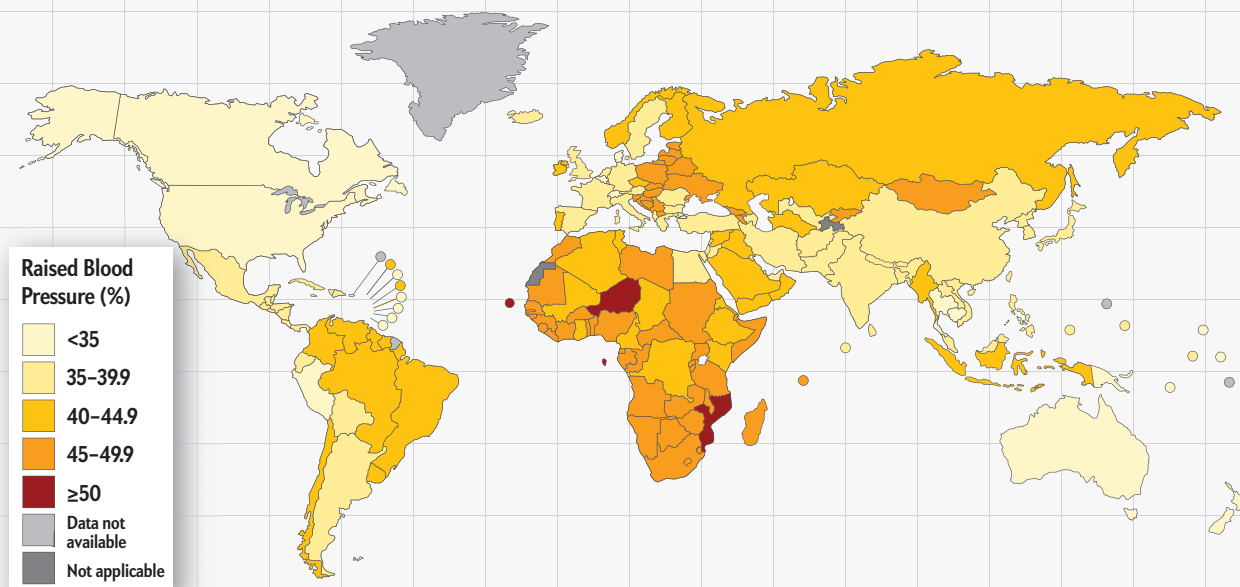 Raised Blood
Pressure (%)
<35
35–39.9
40–44.9
45–49.9
≥50
Data not
available
Not applicable